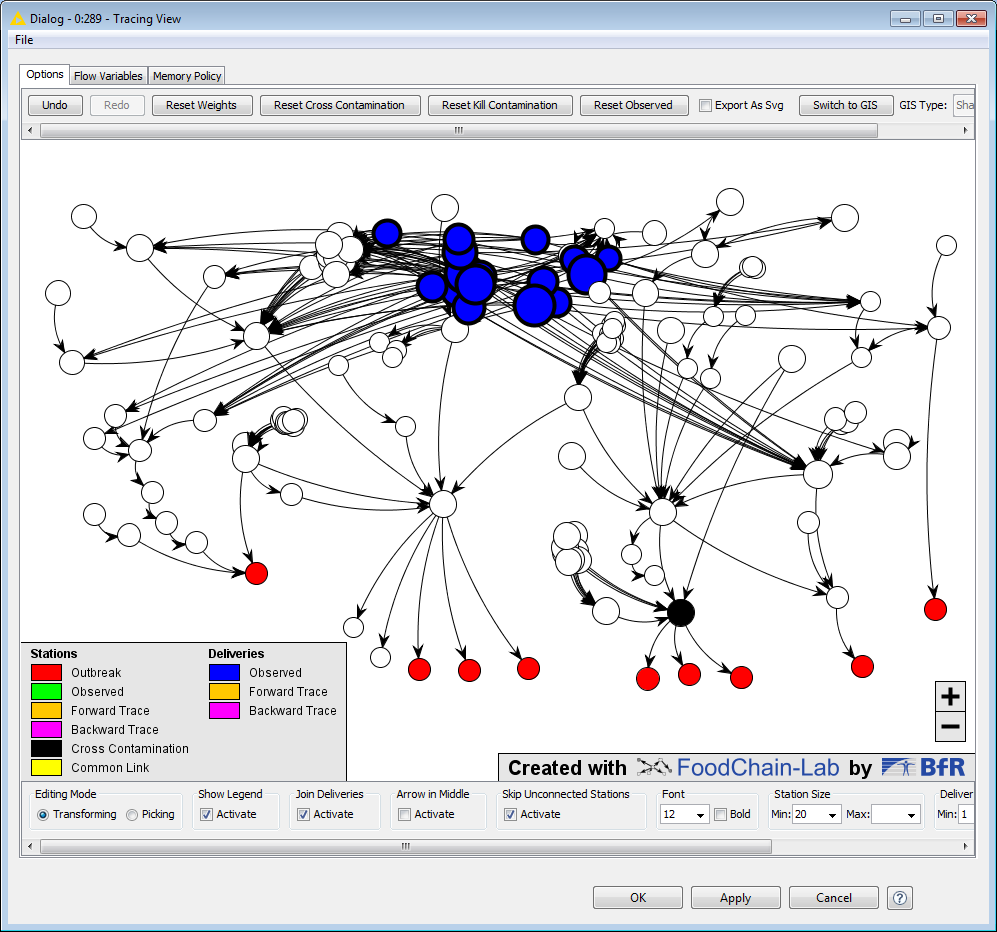 Dialog - 0:289 - Tracing View
File
Options Flow Variables Memory Policy
Undo Redo Reset Weights Reset Cross Contamination Reset Kill Contamination Reset Observed Export As Svg Switch to GIS GIS Type: Sha
Stations Deliveries
Outbreak Observed
Observed Forward Trace
Forward Trace Backward Trace
Backward Trace
Cross Contamination
Common Link
Created with FoodChain-Lab by BfR
Editing Mode Show Legend Join Deliveries Arrow in Middle Skip Unconnected Stations Font Station Size Deliver
Transforming Picking Activate Activate Activate Activate 12 Bold Min: 20 Max: Min: 1
OK Apply Cancel ?